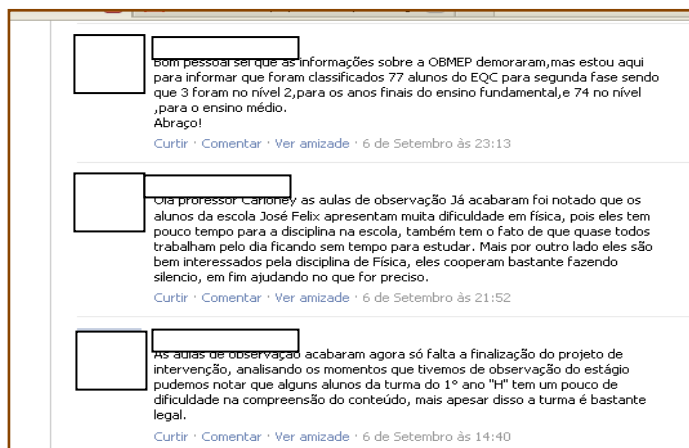 Bom pessoal sei que as informações sobre a OBMEP demoraram,mas estou aqui
para informar que foram classificados 77 alunos do EQC para segunda fase sendo
que 3 foram no nível 2,para os anos finais do ensino fundamental,e 74 no nível
,para o ensino médio.
Abraço!
Curtir · Comentar · Ver amizade · 6 de Setembro às 23:13
Ola professor Carloney as aulas de observação Já acabaram foi notado que os
alunos da escola José Felix apresentam muita dificuldade em física, pois eles tem
pouco tempo para a disciplina na escola, também tem o fato de que quase todos
trabalham pelo dia ficando sem tempo para estudar. Mais por outro lado eles são
bem interessados pela disciplina de Física, eles cooperam bastante fazendo
silencio, em fim ajudando no que for preciso.
Curtir · Comentar · Ver amizade · 6 de Setembro às 21:52
As aulas de observação acabaram agora só falta a finalização do projeto de
intervenção, analisando os momentos que tivemos de observação do estágio
pudemos notar que alguns alunos da turma do 1° ano "H" tem um pouco de
dificuldade na compreensão do conteúdo, mais apesar disso a turma é bastante
legal.
Curtir · Comentar · Ver amizade · 6 de Setembro às 14:40